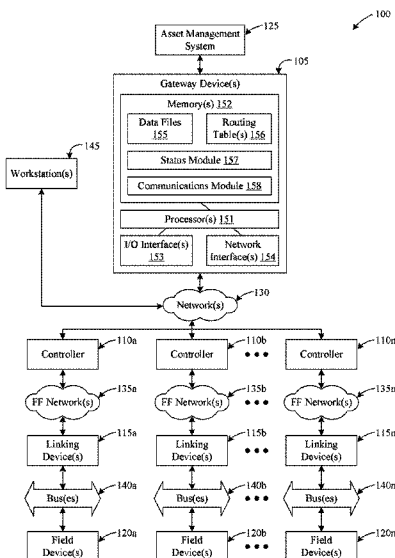 100
125
Asset Management
System
105
Gateway Device(s)
Memory(s) 152
Data Files
155
Routing
Table(s) 156
Status Module 157
Communications Module 158
Processor(s) 151
I/O Interface(s)
153
Network
Interface(s) 154
145
Workstation(s)
130
Network(s)
110a
110b
110n
Controller
Controller
Controller
135a
135b
135n
FF Network(s)
FF Network(s)
FF Network(s)
115a
115b
115n
Linking
Device(s)
Linking
Device(s)
Linking
Device(s)
140a
140b
140n
Bus(es)
Bus(es)
Bus(es)
120a
120b
120n
Field
Device(s)
Field
Device(s)
Field
Device(s)